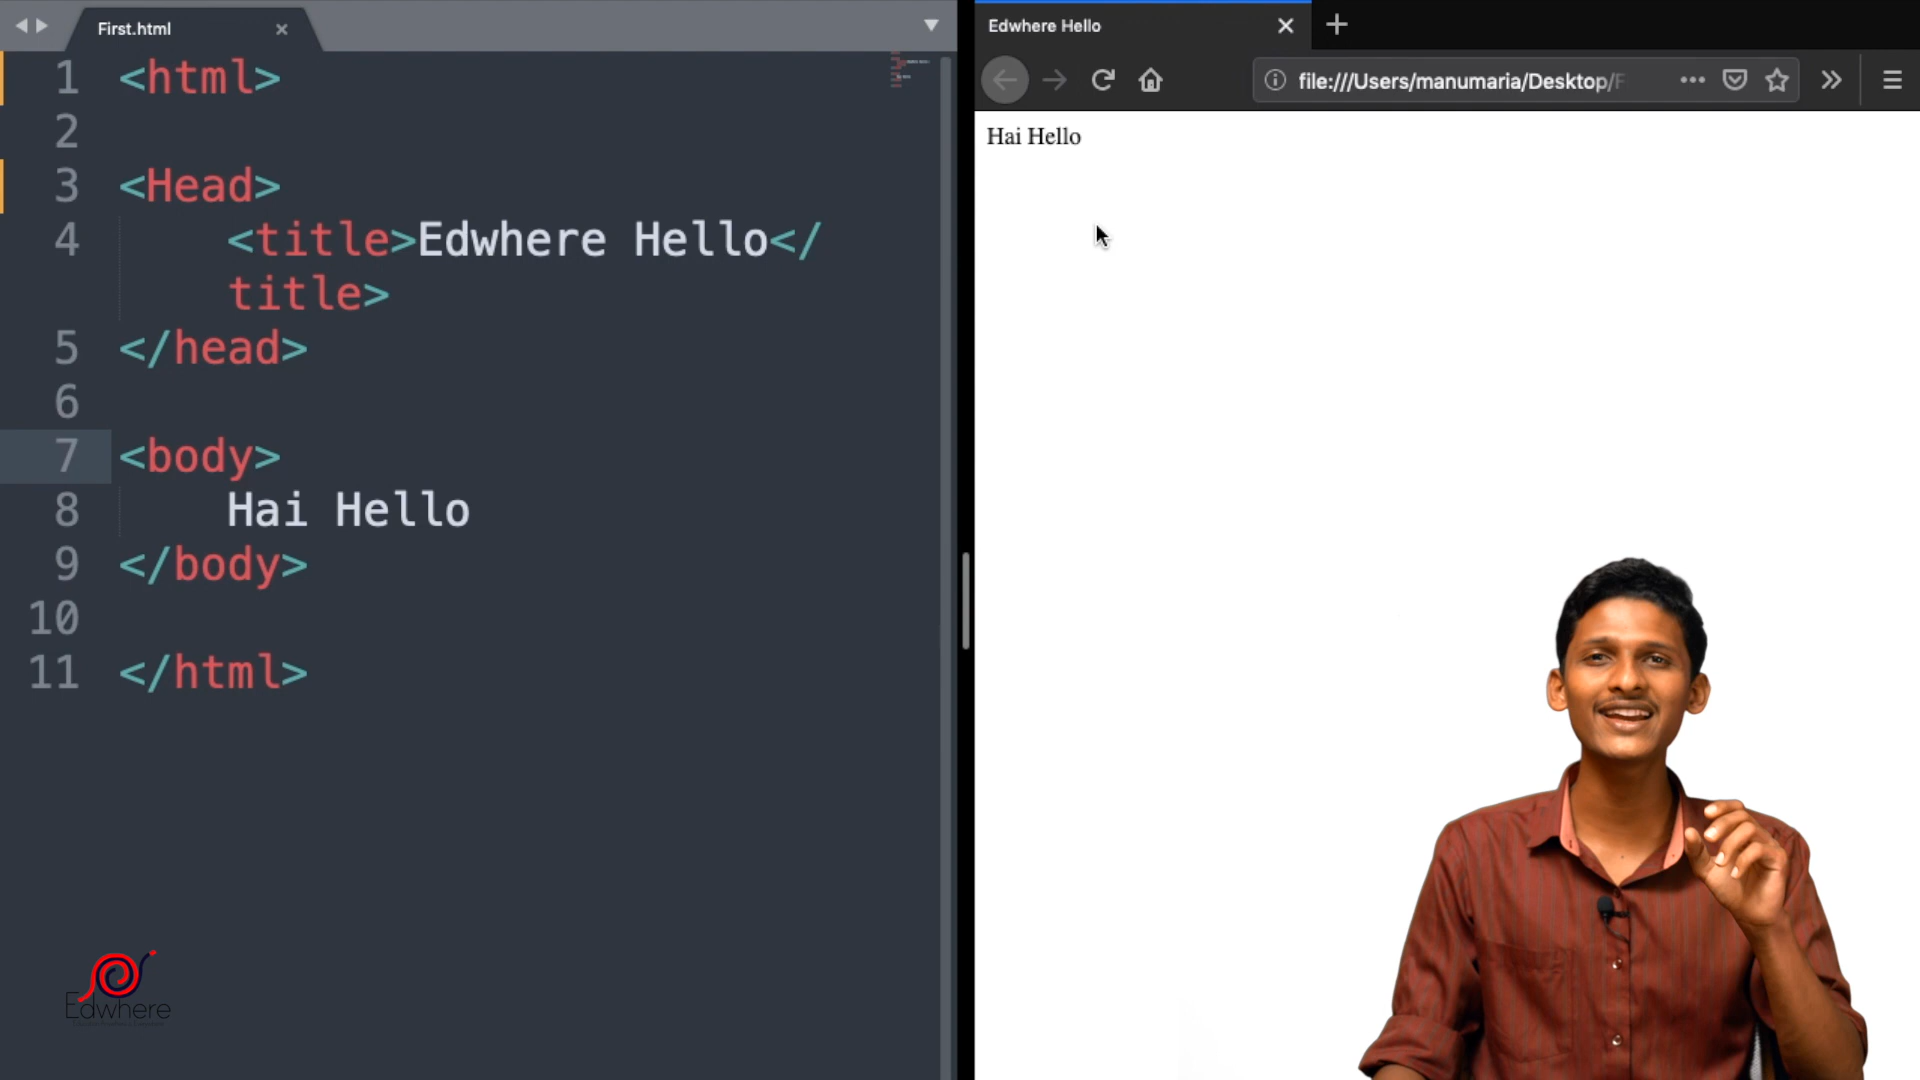 First.html
1 <html>
2
3 <Head>
4 <title>Edwhere Hello</
title>
5 </head>
6
7 <body>
8 Hai Hello
9 </body>
10
11 </html>
Edwhere
Edwhere Hello
file:///Users/manumaria/Desktop/F
Hai Hello